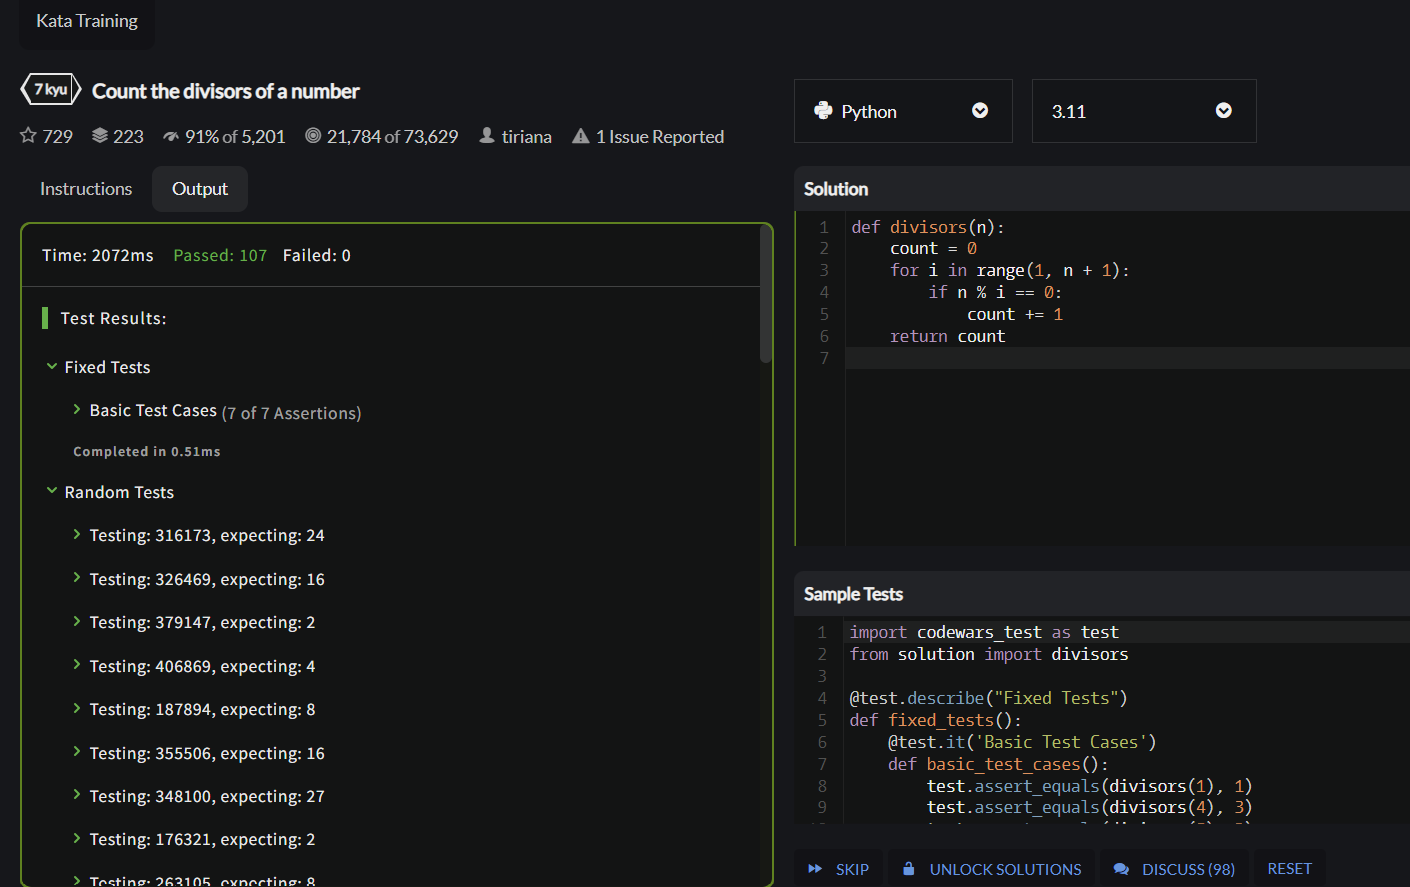 Kata Training
7 kyu Count the divisors of a number
729 223 91% of 5,201 21,784 of 73,629 tiriana 1 Issue Reported
Instructions Output
Time: 2072ms Passed: 107 Failed: 0
Test Results:
Fixed Tests
Basic Test Cases (7 of 7 Assertions)
Completed in 0.51ms
Random Tests
Testing: 316173, expecting: 24
Testing: 326469, expecting: 16
Testing: 379147, expecting: 2
Testing: 406869, expecting: 4
Testing: 187894, expecting: 8
Testing: 355506, expecting: 16
Testing: 348100, expecting: 27
Testing: 176321, expecting: 2
Testing: 263105, expecting: 8
Python 3.11
Solution
1 def divisors(n):
2     count = 0
3     for i in range(1, n + 1):
4         if n % i == 0:
5             count += 1
6     return count
7
Sample Tests
1 import codewars_test as test
2 from solution import divisors
3
4 @test.describe("Fixed Tests")
5 def fixed_tests():
6     @test.it('Basic Test Cases')
7     def basic_test_cases():
8         test.assert_equals(divisors(1), 1)
9         test.assert_equals(divisors(4), 3)
SKIP UNLOCK SOLUTIONS DISCUSS (98) RESET